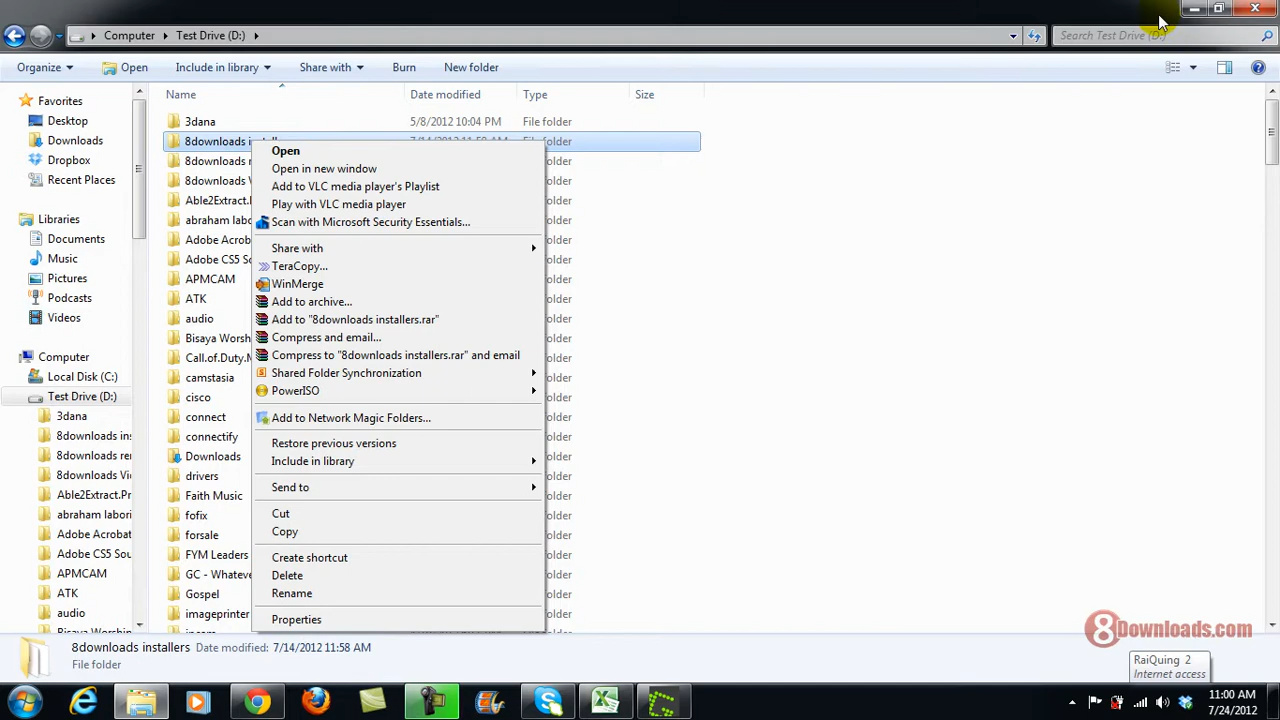 Computer
Test Drive (D:)
Search Test Drive (D:)
Organize
Open
Include in library
Share with
Burn
New folder
Favorites
Desktop
Downloads
Dropbox
Recent Places
Libraries
Documents
Music
Pictures
Podcasts
Videos
Computer
Local Disk (C:)
Test Drive (D:)
3dana
8downloads ins
8downloads re
8downloads Vi
Able2Extract.Pr
abraham labori
Adobe Acrobat
Adobe CS5 Sou
APMCAM
ATK
audio
Bisaya Worship
Name
Date modified
Type
Size
3dana
5/8/2012 10:04 PM
File folder
8downloads install
7/14/2012 11:58 AM
File folder
8downloads
8downloads V
Able2Extract.
abraham labo
Adobe Acrob
Adobe CS5 So
APMCAM
ATK
audio
Bisaya Worsh
Call.of.Duty.M
camstasia
cisco
connect
connectify
Downloads
drivers
Faith Music
fofix
forsale
FYM Leaders
GC - Whateve
Gospel
imageprinter
Open
Open in new window
Add to VLC media player's Playlist
Play with VLC media player
Scan with Microsoft Security Essentials...
Share with
TeraCopy...
WinMerge
Add to archive...
Add to "8downloads installers.rar"
Compress and email...
Compress to "8downloads installers.rar" and email
Shared Folder Synchronization
PowerISO
Add to Network Magic Folders...
Restore previous versions
Include in library
Send to
Cut
Copy
Create shortcut
Delete
Rename
Properties
8downloads installers
Date modified: 7/14/2012 11:58 AM
File folder
8Downloads.com
RaiQuing 2
Internet access
11:00 AM
7/24/2012